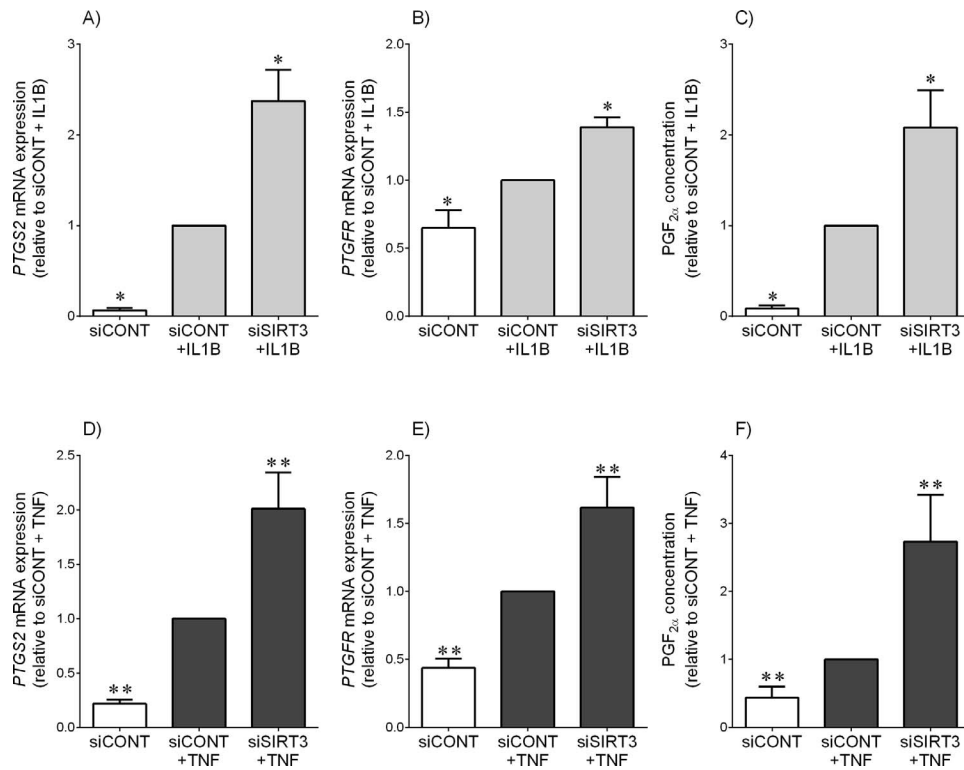 A)
PTGS2 mRNA expression
(relative to siCONT + IL1B)
3
2
1
0
*
*
siCONT
siCONT
+IL1B
siSIRT3
+IL1B
B)
PTGFR mRNA expression
(relative to siCONT + IL1B)
2.0
1.5
1.0
0.5
0.0
*
*
siCONT
siCONT
+IL1B
siSIRT3
+IL1B
C)
PGF2α concentration
(relative to siCONT + IL1B)
3
2
1
0
*
*
siCONT
siCONT
+IL1B
siSIRT3
+IL1B
D)
PTGS2 mRNA expression
(relative to siCONT + TNF)
2.5
2.0
1.5
1.0
0.5
0.0
**
**
siCONT
siCONT
+TNF
siSIRT3
+TNF
E)
PTGFR mRNA expression
(relative to siCONT + TNF)
2.0
1.5
1.0
0.5
0.0
**
**
siCONT
siCONT
+TNF
siSIRT3
+TNF
F)
PGF2α concentration
(relative to siCONT + TNF)
4
3
2
1
0
**
**
siCONT
siCONT
+TNF
siSIRT3
+TNF